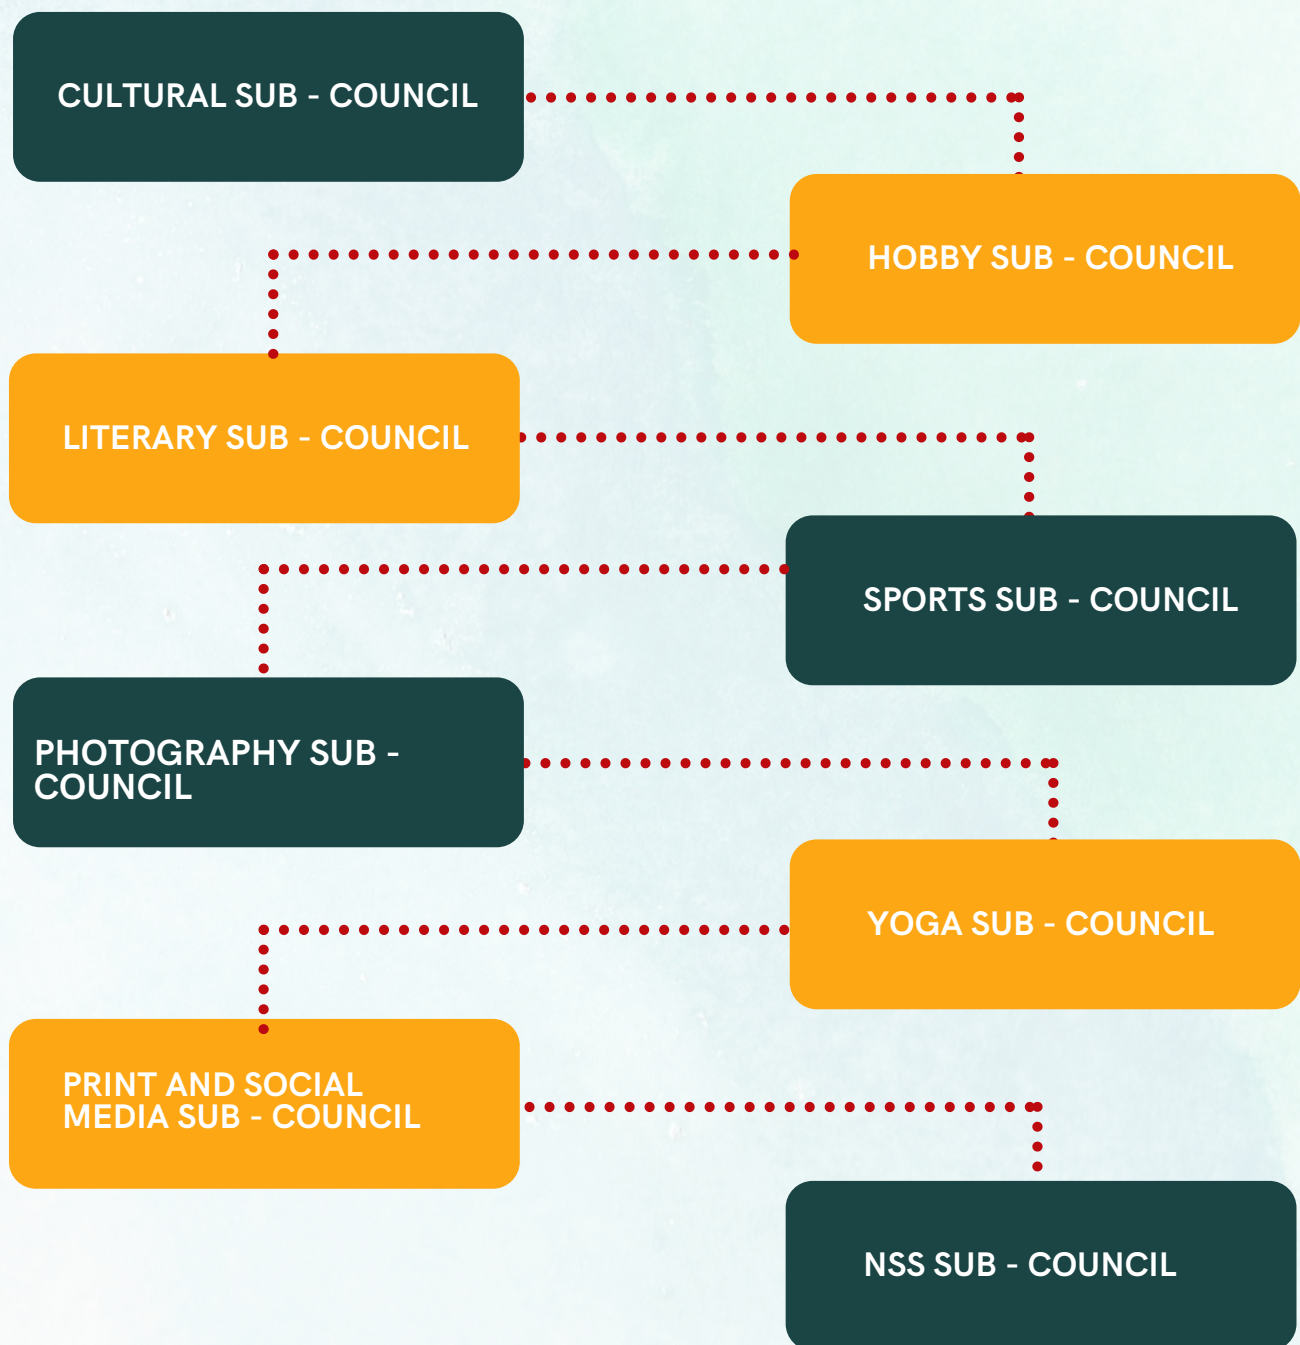 CULTURAL SUB - COUNCIL
HOBBY SUB - COUNCIL
LITERARY SUB - COUNCIL
SPORTS SUB - COUNCIL
PHOTOGRAPHY SUB -
COUNCIL
YOGA SUB - COUNCIL
PRINT AND SOCIAL
MEDIA SUB - COUNCIL
NSS SUB - COUNCIL